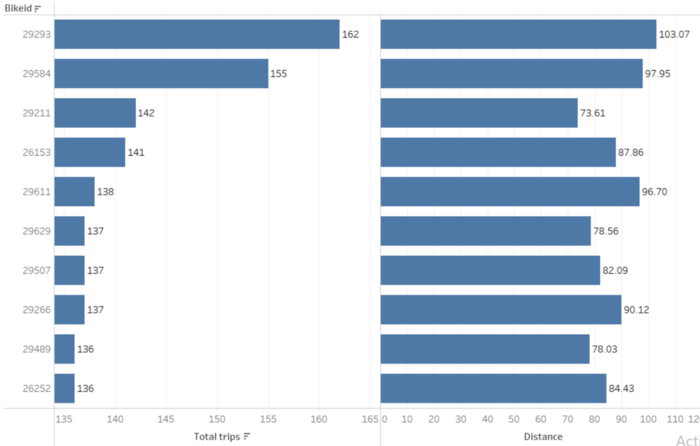 Bikeid
29293 162 103.07
29584 155 97.95
29211 142 73.61
26153 141 87.86
29611 138 96.70
29629 137 78.56
29507 137 82.09
29266 137 90.12
29489 136 78.03
26252 136 84.43
135 140 145 150 155 160 165 0 10 20 30 40 50 60 70 80 90 100 110
Total trips Distance